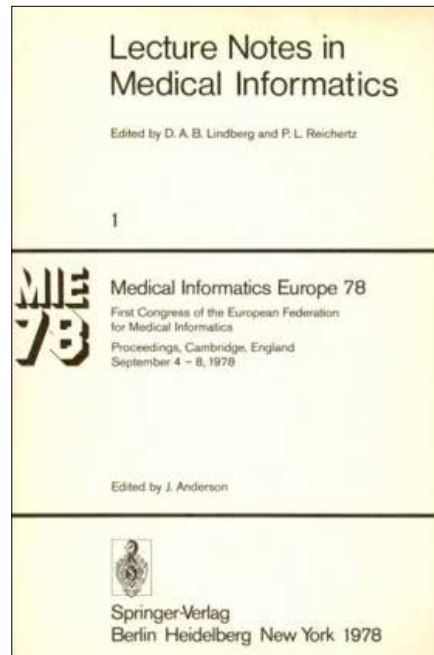 Lecture Notes in
Medical Informatics
Edited by D. A. B. Lindberg and P. L. Reichertz
1
MIE
78
Medical Informatics Europe 78
First Congress of the European Federation
for Medical Informatics
Proceedings, Cambridge, England
September 4 – 8, 1978
Edited by J. Anderson
Springer-Verlag
Berlin Heidelberg New York 1978